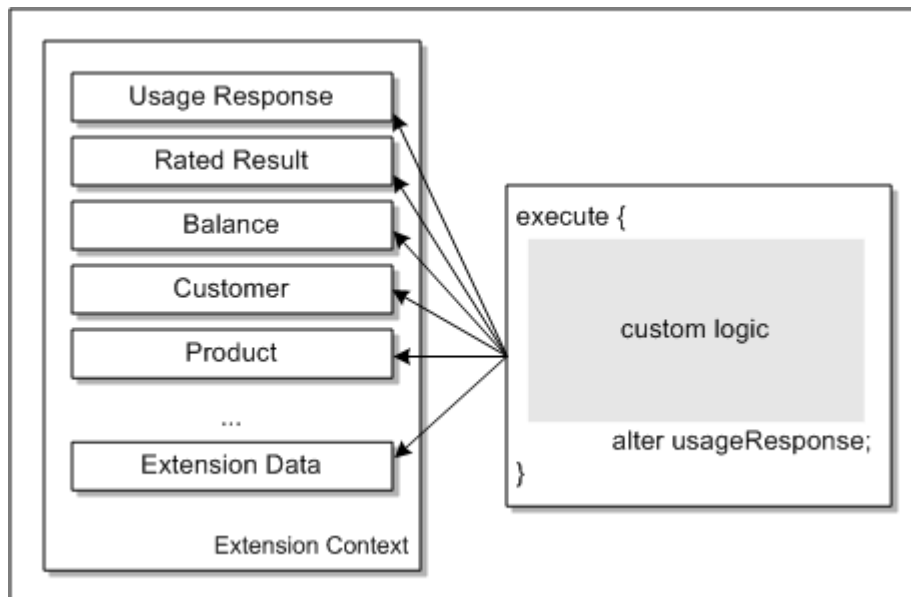 Usage Response
Rated Result
Balance
Customer
Product
...
Extension Data
Extension Context
execute {
custom logic
alter usageResponse;
}